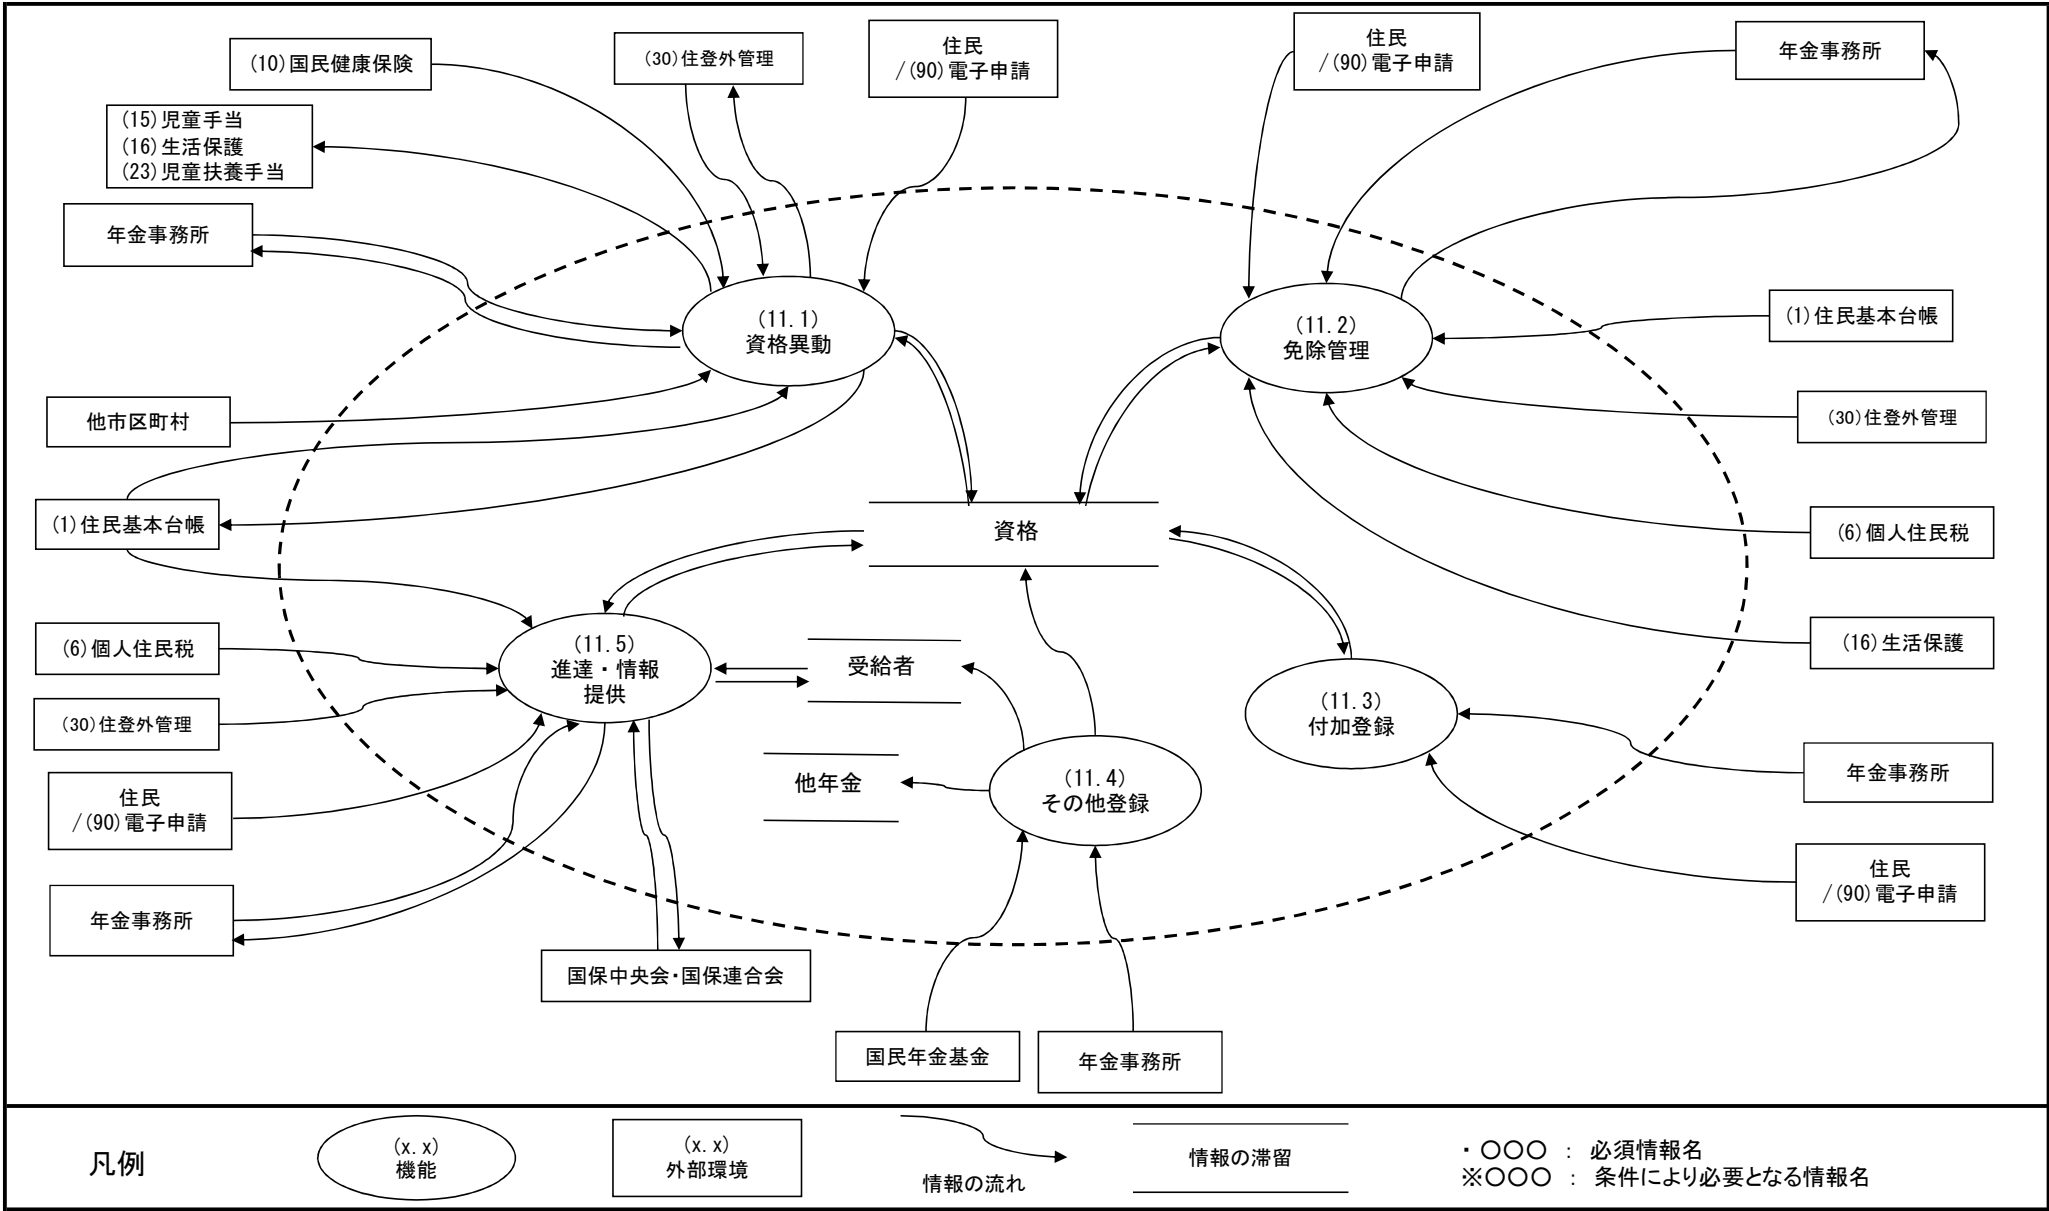 (10)国民健康保険
(30)住登外管理
住民
/(90)電子申請
住民
/(90)電子申請
年金事務所
(15)児童手当
(16)生活保護
(23)児童扶養手当
年金事務所
(11.1)
資格異動
(11.2)
免除管理
(1)住民基本台帳
他市区町村
(30)住登外管理
(1)住民基本台帳
資格
(6)個人住民税
(6)個人住民税
(11.5)
進達・情報
提供
受給者
(16)生活保護
(30)住登外管理
(11.3)
付加登録
住民
/(90)電子申請
他年金
(11.4)
その他登録
年金事務所
年金事務所
住民
/(90)電子申請
国保中央会・国保連合会
国民年金基金
年金事務所
凡例
(x.x)
機能
(x.x)
外部環境
情報の流れ
情報の滞留
・ 〇〇〇 : 必須情報名
※〇〇〇 : 条件により必要となる情報名